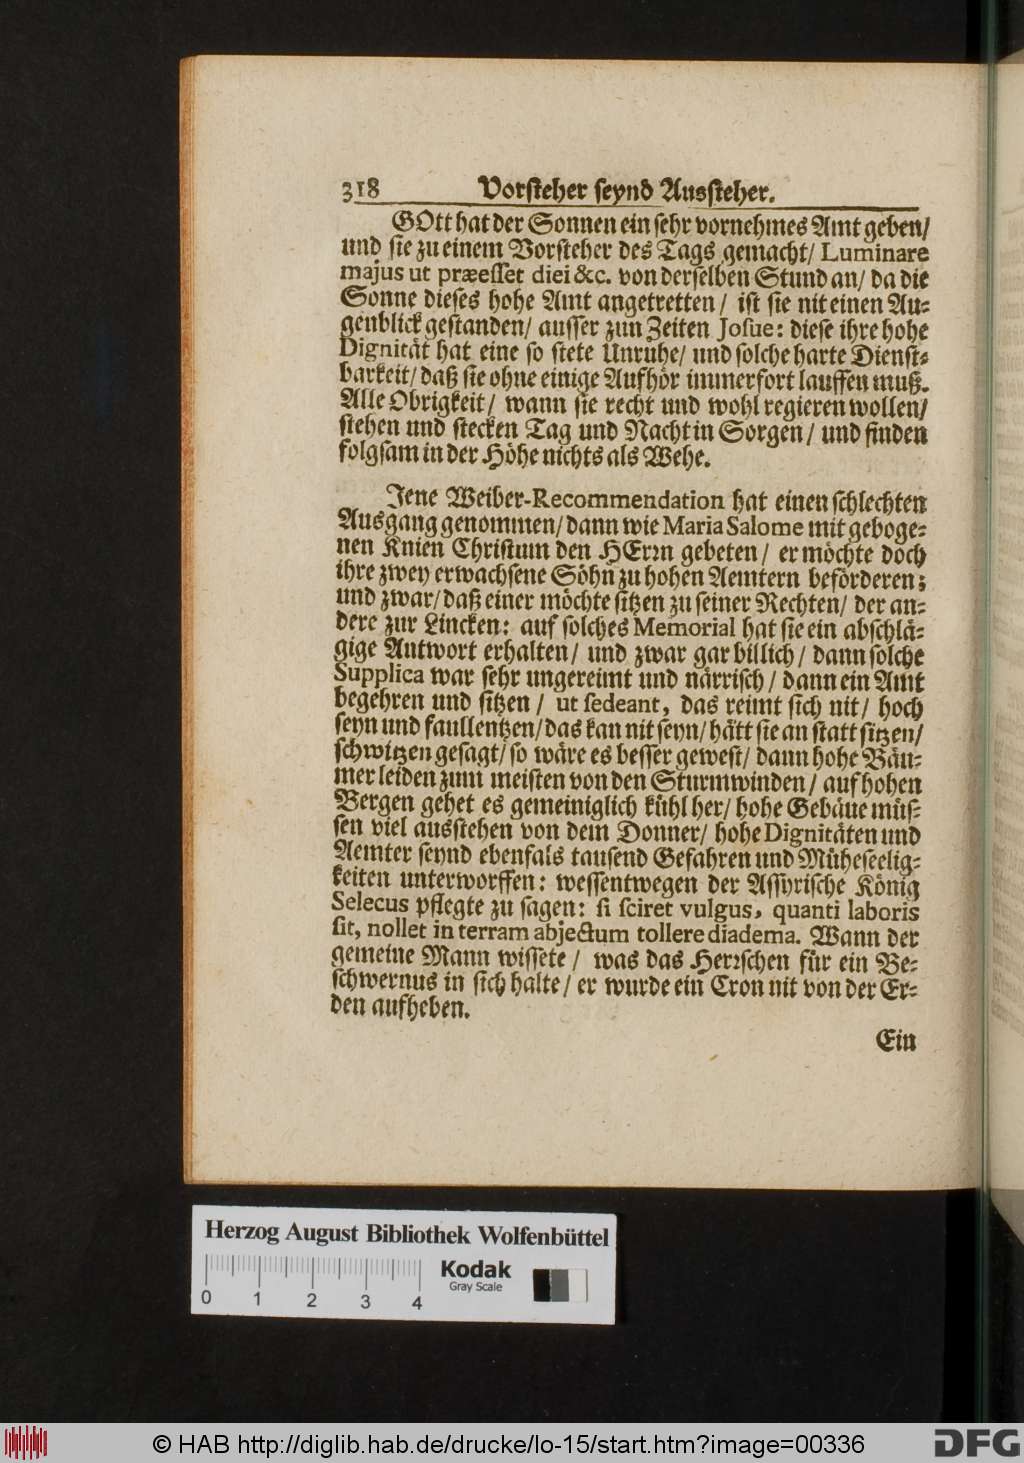 318 Vorsteher seynd Aussteher.
GOtt hat der Sonnen ein sehr vornehmes Amt geben/
und sie zu einem Vorsteher des Tags gemacht/ Luminare
majus ut præesset diei &c. von derselben Stund an/ da die
Sonne dieses hohe Amt angetretten/ ist sie nit einen Au-
genblick gestanden/ ausser zun Zeiten Josue: diese ihre hohe
Dignität hat eine so stete Unruhe/ und solche harte Dienst-
barkeit/ daß sie ohne einige Aufhör immerfort lauffen muß.
Alle Obrigkeit/ wann sie recht und wohl regieren wollen/
stehen und stecken Tag und Nacht in Sorgen/ und finden
folgsam in der Höhe nichts als Wehe.
Jene Weiber-Recommendation hat einen schlechten
Ausgang genommen/ dann wie Maria Salome mit geboge-
nen Knien Christum den HErrn gebeten/ er möchte doch
ihre zwey erwachsene Söhn zu hohen Aemtern beförderen;
und zwar/ daß einer möchte sitzen zu seiner Rechten/ der an-
dere zur Lincken: auf solches Memorial hat sie ein abschlä-
gige Antwort erhalten/ und zwar gar billich/ dann solche
Supplica war sehr ungereimt und närrisch/ dann ein Amt
begehren und sitzen/ ut sedeant, das reimt sich nit/ hoch
seyn und faullentzen/ das kan nit seyn/ hätt sie an statt sitzen/
schwitzen gesagt/ so wäre es besser gewest/ dann hohe Bäu-
mer leiden zum meisten von den Sturmwinden/ auf hohen
Bergen gehet es gemeiniglich kühl her/ hohe Gebäue müs-
sen viel ausstehen von dem Donner/ hohe Dignitäten und
Aemter seynd ebenfals tausend Gefahren und Müheseelig-
keiten unterworffen: wessentwegen der Assyrische König
Selecus pflegte zu sagen: si sciret vulgus, quanti laboris
sit, nollet in terram abjectum tollere diadema. Wann der
gemeine Mann wissete/ was das Herrschen für ein Be-
schwernus in sich halte/ er wurde ein Cron nit von der Er-
den aufheben.
Ein
Herzog August Bibliothek Wolfenbüttel
Kodak
Gray Scale
0 1 2 3 4
© HAB http://diglib.hab.de/drucke/lo-15/start.htm?image=00336
DFG